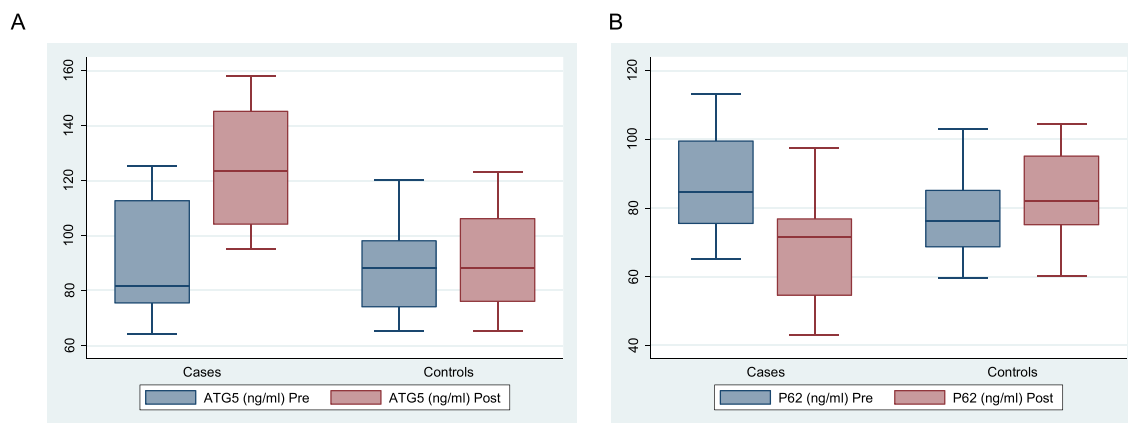 A
160
140
120
100
80
60
Cases
Controls
ATG5 (ng/ml) Pre
ATG5 (ng/ml) Post
B
120
100
80
60
40
Cases
Controls
P62 (ng/ml) Pre
P62 (ng/ml) Post